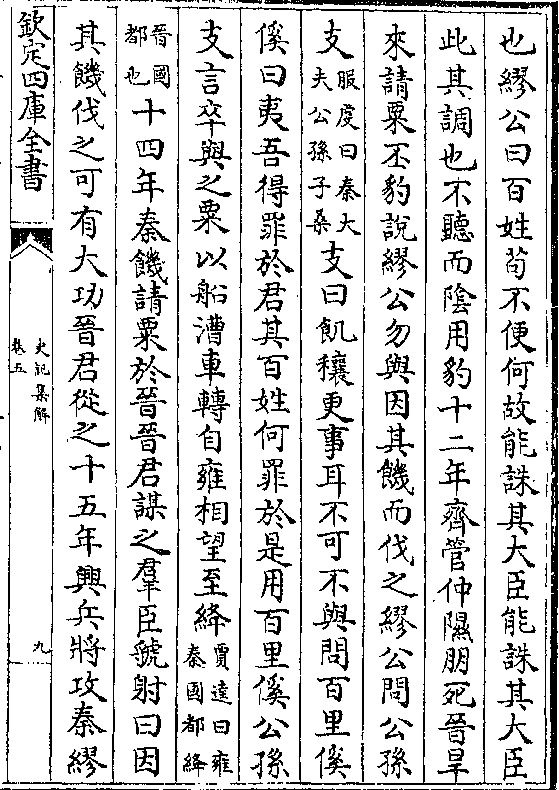 也繆公曰百姓苟不便何故能誅其大臣能誅其大臣
此其調也不聽而陰用豹十二年齊管仲隰朋死晉旱
來請粟丕豹說繆公勿與因其饑而伐之繆公問公孫
支服虔曰秦大夫公孫子桑支曰飢穰更事耳不可不與問百里傒
傒曰夷吾得罪於君其百姓何罪於是用百里傒公孫
支言卒與之粟以船漕車轉自雍相望至絳賈逵曰雍秦國都絳
晉國都也十四年秦饑請粟於晉晉君謀之羣臣虢射曰因
其饑伐之可有大功晉君從之十五年興兵將攻秦繆
欽定四庫全書
史記集解
卷五
九